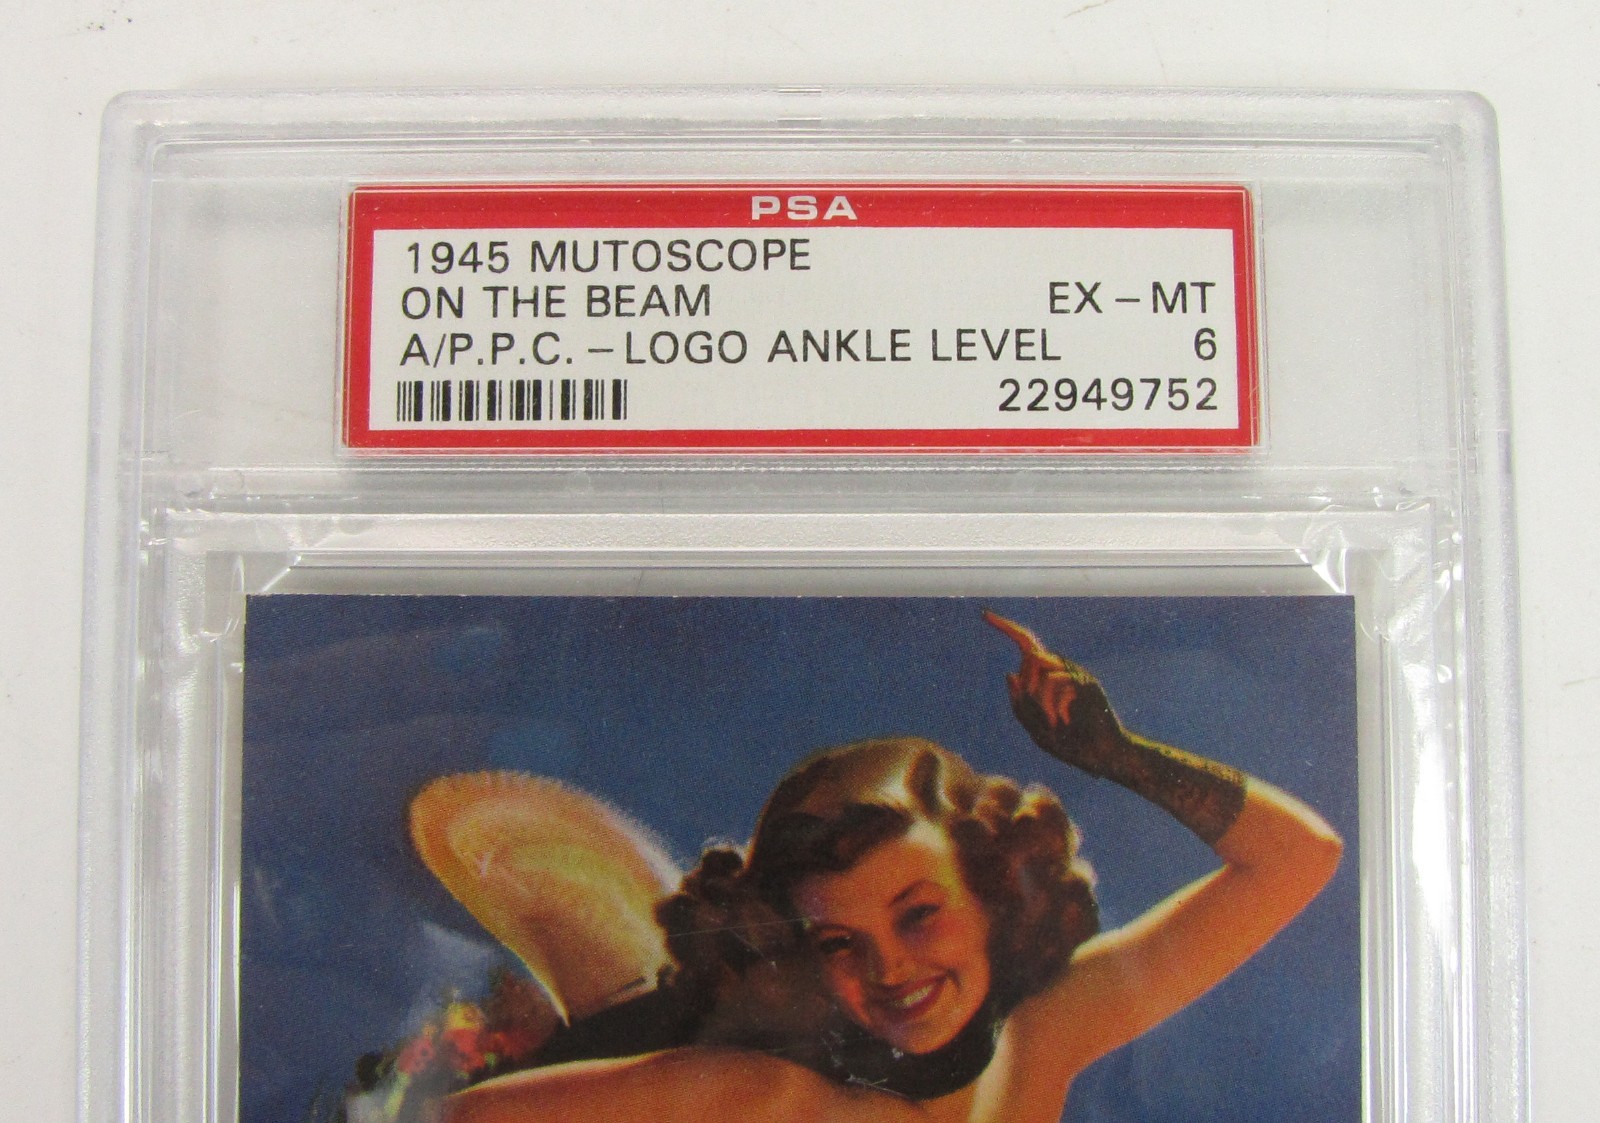 PSA
1945 MUTOSCOPE
ON THE BEAM EX - MT
A/P.P.C. - LOGO ANKLE LEVEL 6
22949752